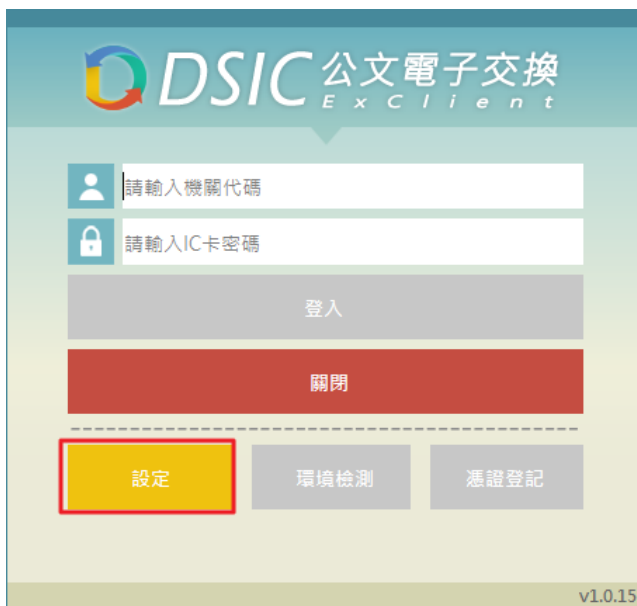 DSIC 公文電子交換
ExClient
請輸入機關代碼
請輸入IC卡密碼
登入
關閉
設定
環境檢測
憑證登記
v1.0.15